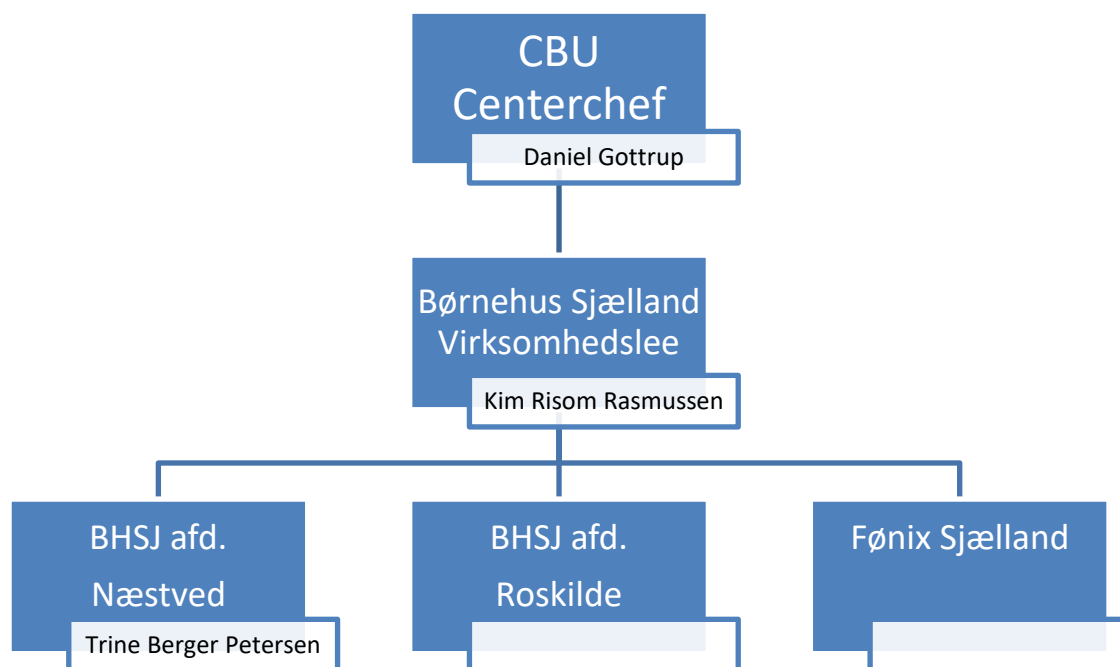 CBU
Centerchef
Daniel Gottrup
Børnehus Sjælland
Virksomhedslee
Kim Risom Rasmussen
BHSJ afd.
Næstved
Trine Berger Petersen
BHSJ afd.
Roskilde
Fønix Sjælland